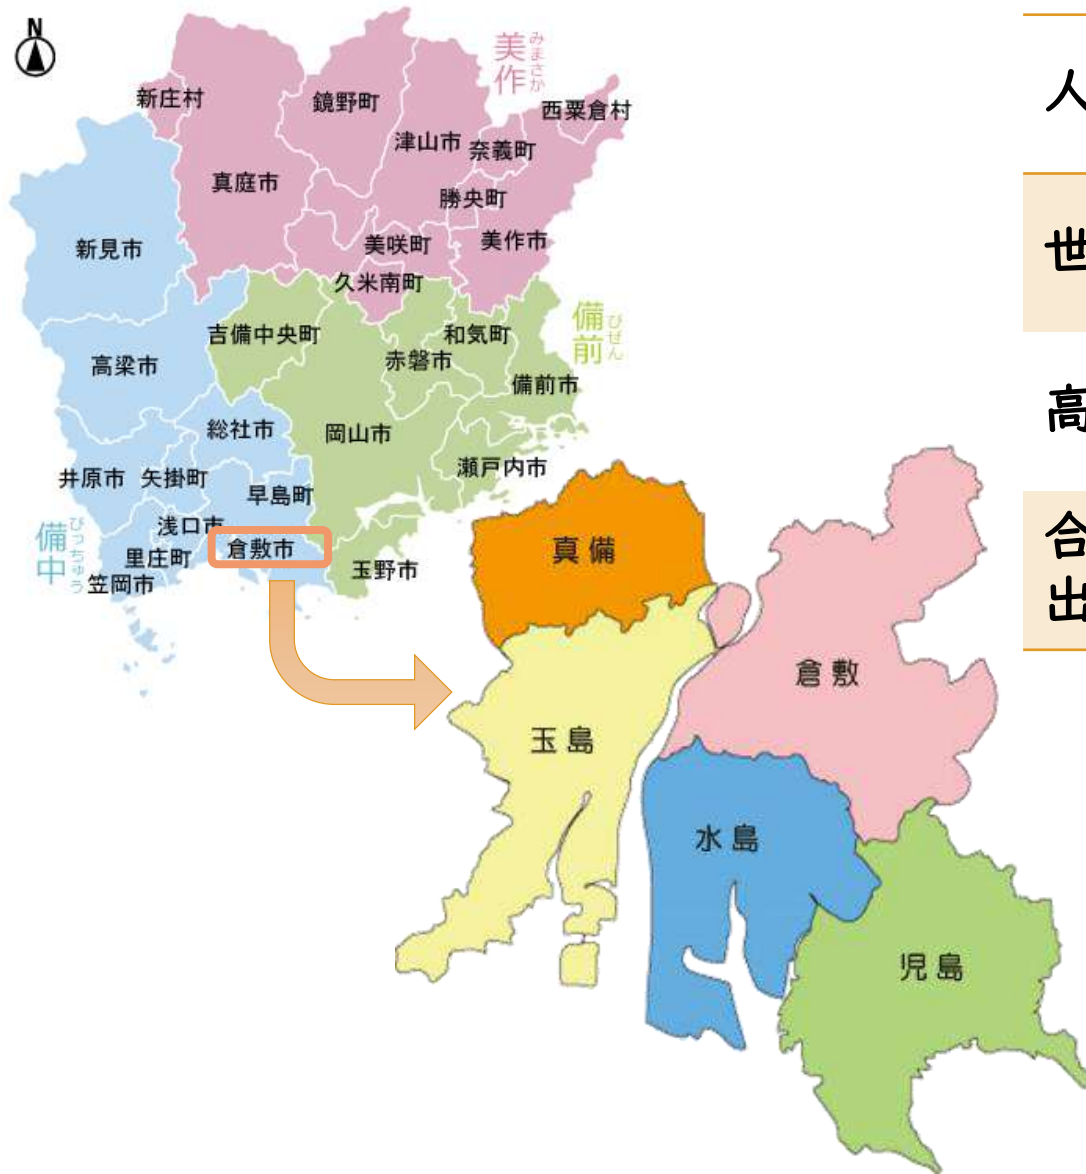 N
美作
みまさか
新庄村
鏡野町
西粟倉村
津山市
奈義町
真庭市
勝央町
新見市
美咲町
美作市
久米南町
備前
びぜん
吉備中央町
和気町
赤磐市
高梁市
備前市
総社市
岡山市
瀬戸内市
井原市
矢掛町
早島町
備中
びっちゅう
浅口市
倉敷市
里庄町
玉野市
笠岡市
真備
倉敷
玉島
水島
児島
人
世
高
合
出